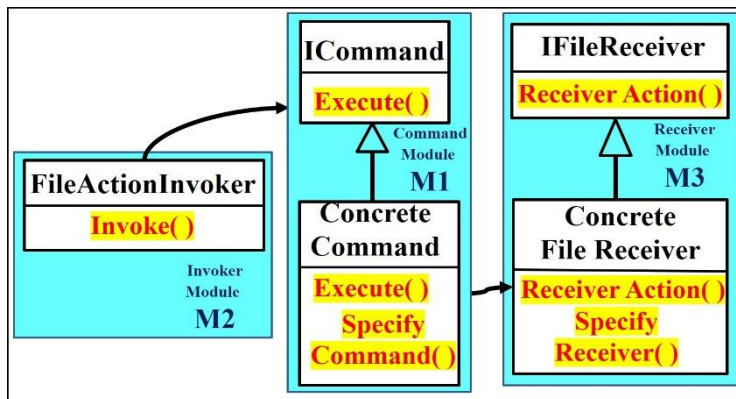 FileActionInvoker
Invoke( )
Invoker
Module
M2
ICommand
Execute( )
Command
Module
M1
Concrete
Command
Execute( )
Specify
Command( )
IFileReceiver
Receiver Action( )
Receiver
Module
M3
Concrete
File Receiver
Receiver Action( )
Specify
Receiver( )